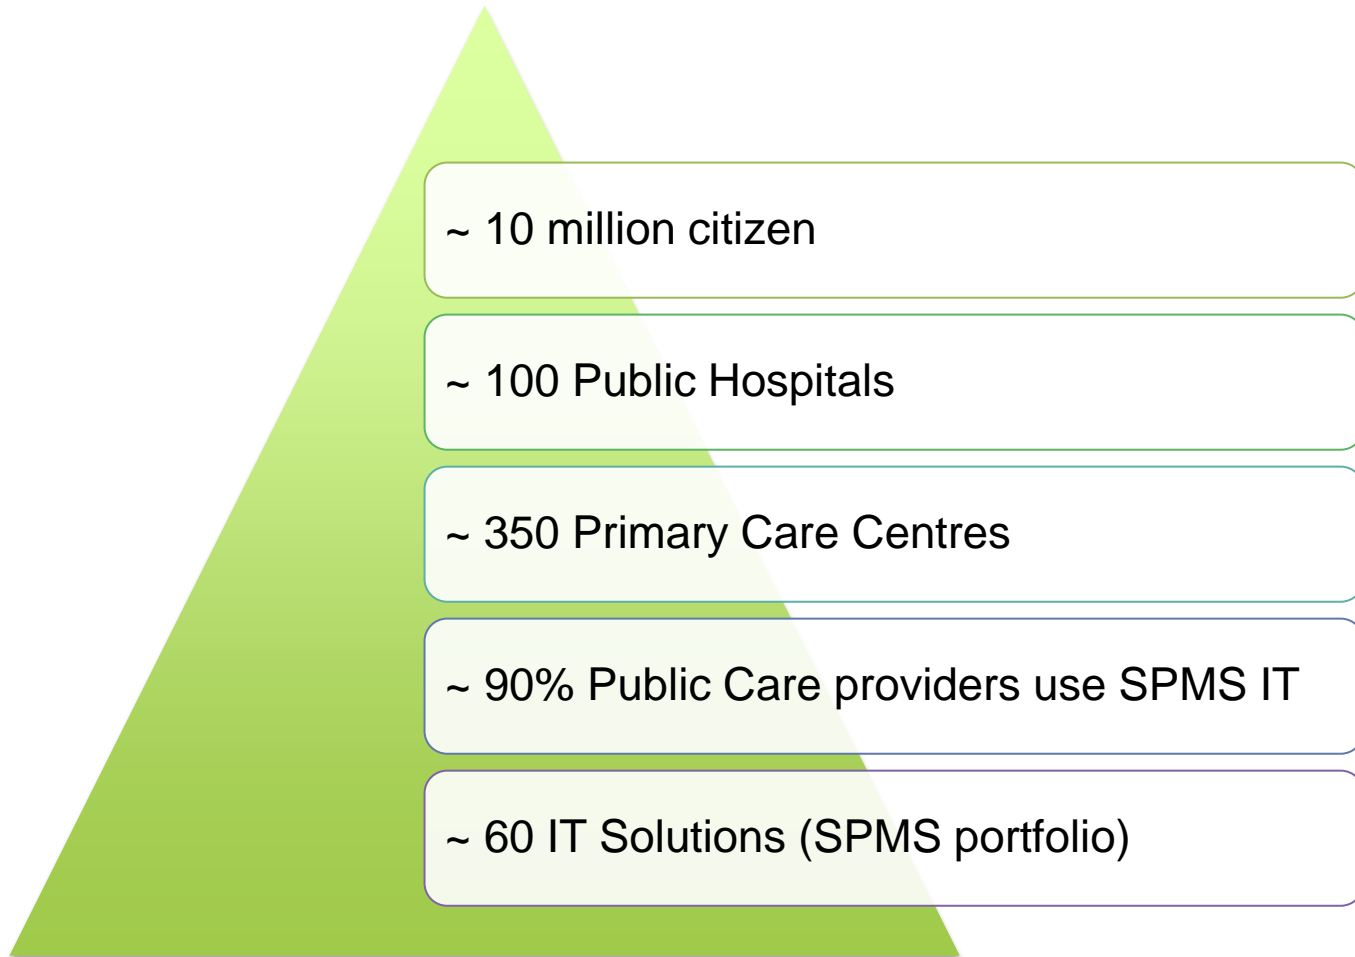 ~ 10 million citizen
~ 100 Public Hospitals
~ 350 Primary Care Centres
~ 90% Public Care providers use SPMS IT
~ 60 IT Solutions (SPMS portfolio)